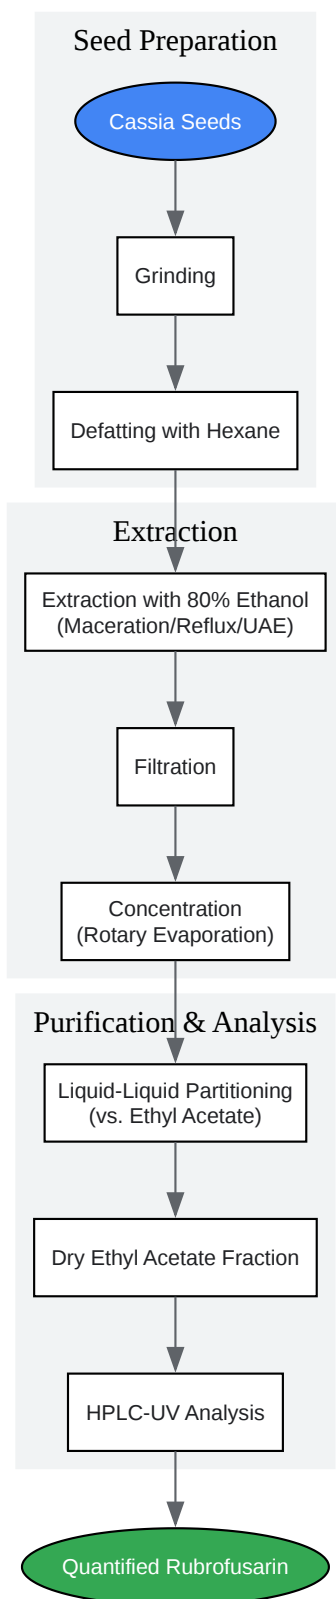 Seed Preparation
Cassia Seeds
Grinding
Defatting with Hexane
Extraction
Extraction with 80% Ethanol
(Maceration/Reflux/UAE)
Filtration
Concentration
(Rotary Evaporation)
Purification & Analysis
Liquid-Liquid Partitioning
(vs. Ethyl Acetate)
Dry Ethyl Acetate Fraction
HPLC-UV Analysis
Quantified Rubrofusarin